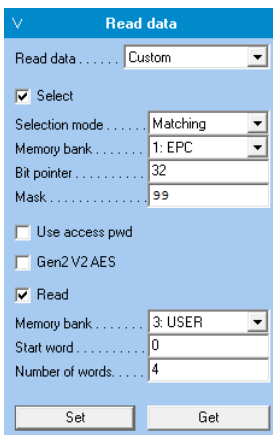 Read data
Read data . . . . . . Custom
Select
Selection mode . . . . . . Matching
Memory bank . . . . . . . 1: EPC
Bit pointer . . . . . . . . . . 32
Mask . . . . . . . . . . . . . 99
Use access pwd
Gen2 V2 AES
Read
Memory bank . . . . . . . 3: USER
Start word . . . . . . . . . . 0
Number of words. . . . . 4
Set Get